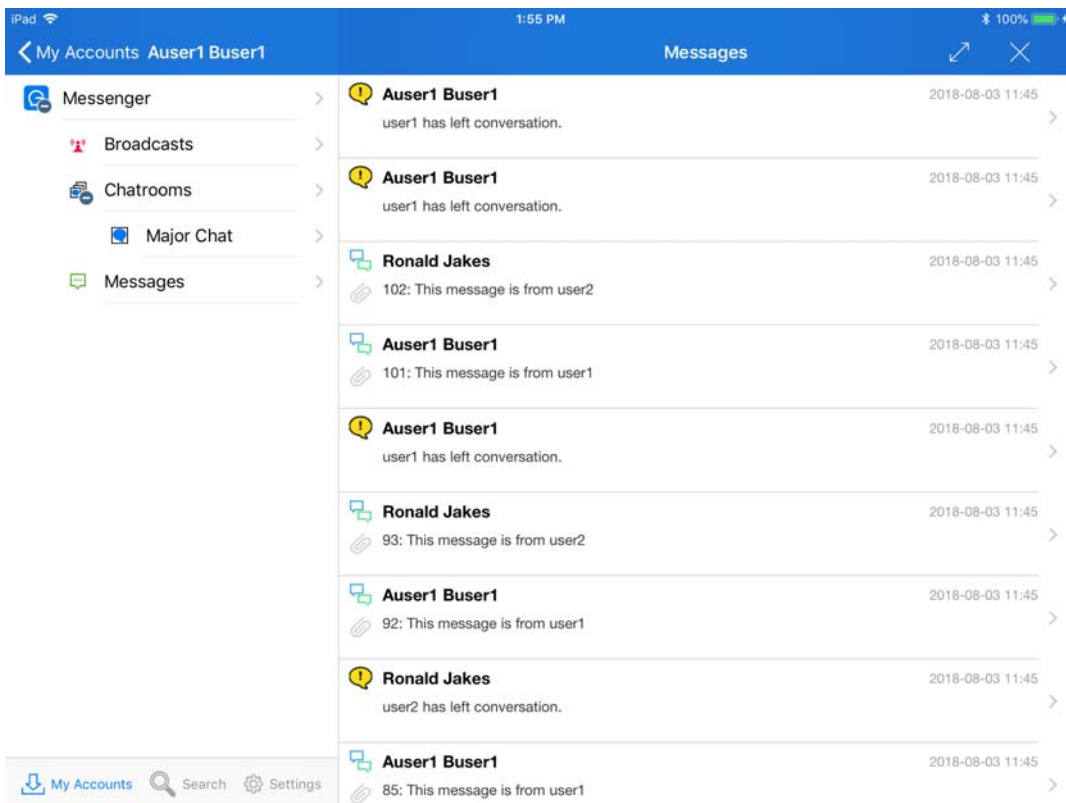 iPad 1:55 PM 100%
My Accounts Auser1 Buser1 Messages
Messenger
Broadcasts
Chatrooms
Major Chat
Messages
Auser1 Buser1 2018-08-03 11:45
user1 has left conversation.
Auser1 Buser1 2018-08-03 11:45
user1 has left conversation.
Ronald Jakes 2018-08-03 11:45
102: This message is from user2
Auser1 Buser1 2018-08-03 11:45
101: This message is from user1
Auser1 Buser1 2018-08-03 11:45
user1 has left conversation.
Ronald Jakes 2018-08-03 11:45
93: This message is from user2
Auser1 Buser1 2018-08-03 11:45
92: This message is from user1
Ronald Jakes 2018-08-03 11:45
user2 has left conversation.
Auser1 Buser1 2018-08-03 11:45
85: This message is from user1
My Accounts Search Settings